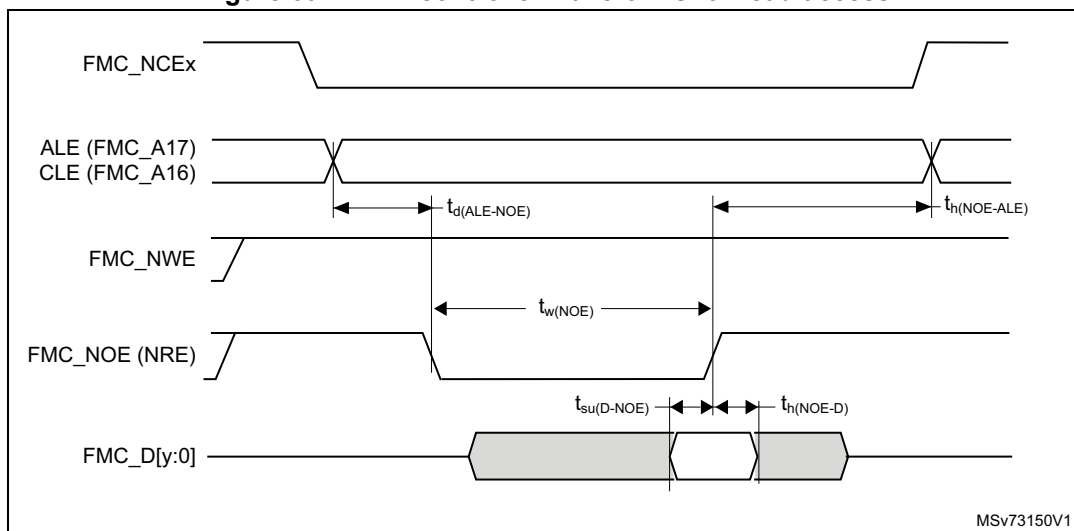 FMC_NCEx
ALE (FMC_A17)
CLE (FMC_A16)
td(ALE-NOE)
th(NOE-ALE)
FMC_NWE
tw(NOE)
FMC_NOE (NRE)
tsu(D-NOE)
th(NOE-D)
FMC_D[y:0]
MSv73150V1